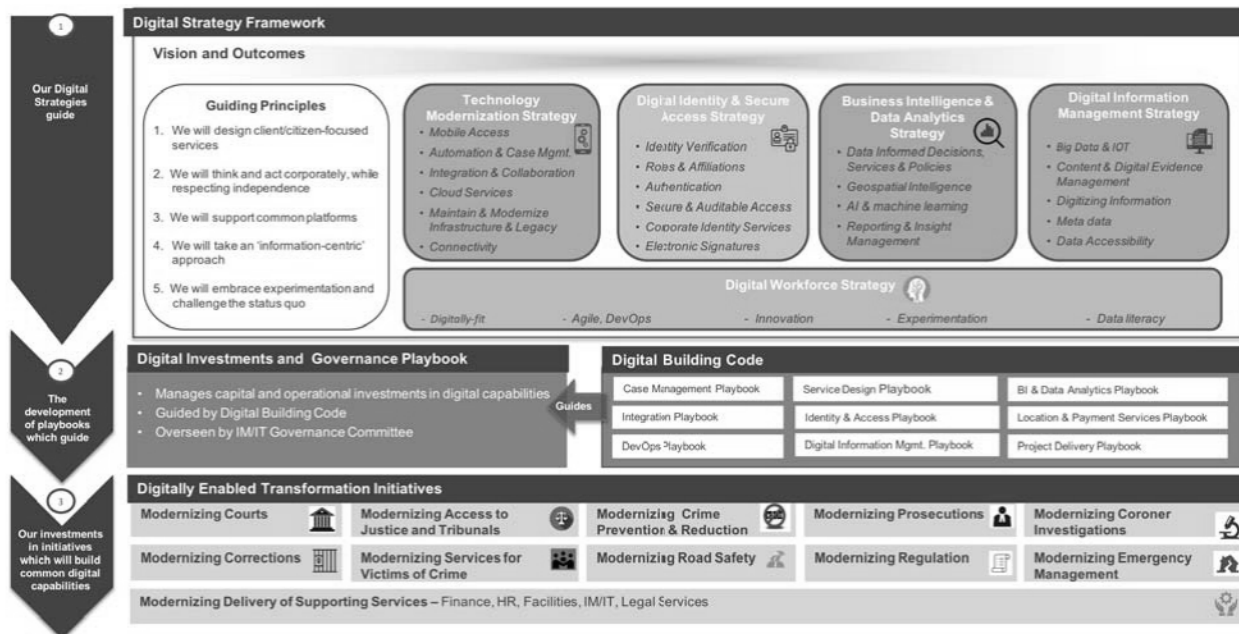 1
Our Digital
Strategies
guide
Digital Strategy Framework
Vision and Outcomes
Guiding Principles
1. We will design client/citizen-focused
services
2. We will think and act corporately, while
respecting independence
3. We will support common platforms
4. We will take an 'information-centric'
approach
5. We will embrace experimentation and
challenge the status quo
Technology
Modernization Strategy
• Mobile Access
• Automation & Case Mgmt.
• Integration & Collaboration
• Cloud Services
• Maintain & Modernize
Infrastructure & Legacy
• Connectivity
Digital Identity & Secure
Access Strategy
• Identity Verification
• Roles & Affiliations
• Authentication
• Secure & Auditable Access
• Corporate Identity Services
• Electronic Signatures
Business Intelligence &
Data Analytics
Strategy
• Data Informed Decisions,
Services & Policies
• Geospatial Intelligence
• AI & machine learning
• Reporting & Insight
Management
Digital Information
Management Strategy
• Big Data & IOT
• Content & Digital Evidence
Management
• Digitizing Information
• Meta data
• Data Accessibility
Digital Workforce Strategy
- Digitally-fit - Agile, DevOps - Innovation - Experimentation - Data literacy
2
The
development
of playbooks
which guide
Digital Investments and Governance Playbook
• Manages capital and operational investments in digital capabilities
• Guided by Digital Building Code
• Overseen by IM/IT Governance Committee
Guides
Digital Building Code
Case Management Playbook Service Design Playbook BI & Data Analytics Playbook
Integration Playbook Identity & Access Playbook Location & Payment Services Playbook
DevOps Playbook Digital Information Mgmt. Playbook Project Delivery Playbook
3
Our investments
in initiatives
which will build
common digital
capabilities
Digitally Enabled Transformation Initiatives
Modernizing Courts
Modernizing Access to
Justice and Tribunals
Modernizing Crime
Prevention & Reduction
Modernizing Prosecutions
Modernizing Coroner
Investigations
Modernizing Corrections
Modernizing Services for
Victims of Crime
Modernizing Road Safety
Modernizing Regulation
Modernizing Emergency
Management
Modernizing Delivery of Supporting Services – Finance, HR, Facilities, IM/IT, Legal Services